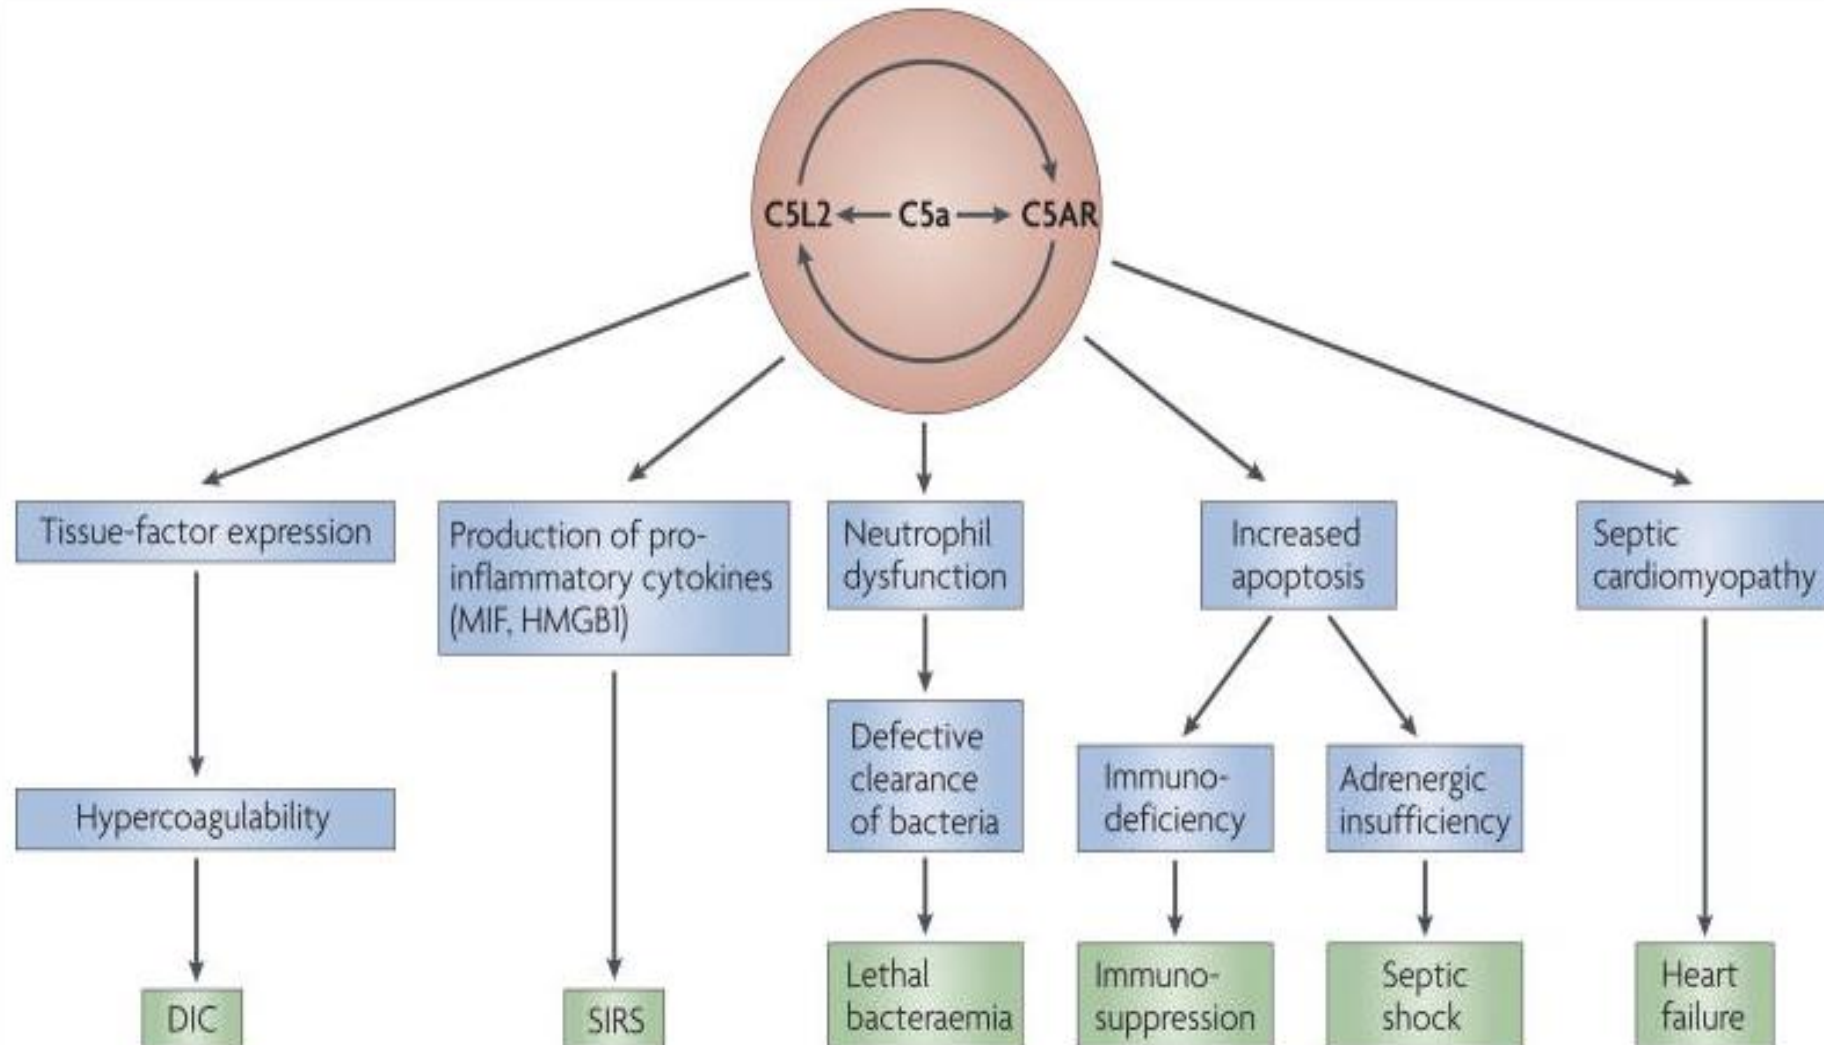 C5L2
C5a
C5AR
Tissue-factor expression
Production of pro-
inflammatory cytokines
(MIF, HMGB1)
Neutrophil
dysfunction
Increased
apoptosis
Septic
cardiomyopathy
Defective
clearance
of bacteria
Immuno-
deficiency
Adrenergic
insufficiency
Hypercoagulability
DIC
SIRS
Lethal
bacteraemia
Immuno-
suppression
Septic
shock
Heart
failure